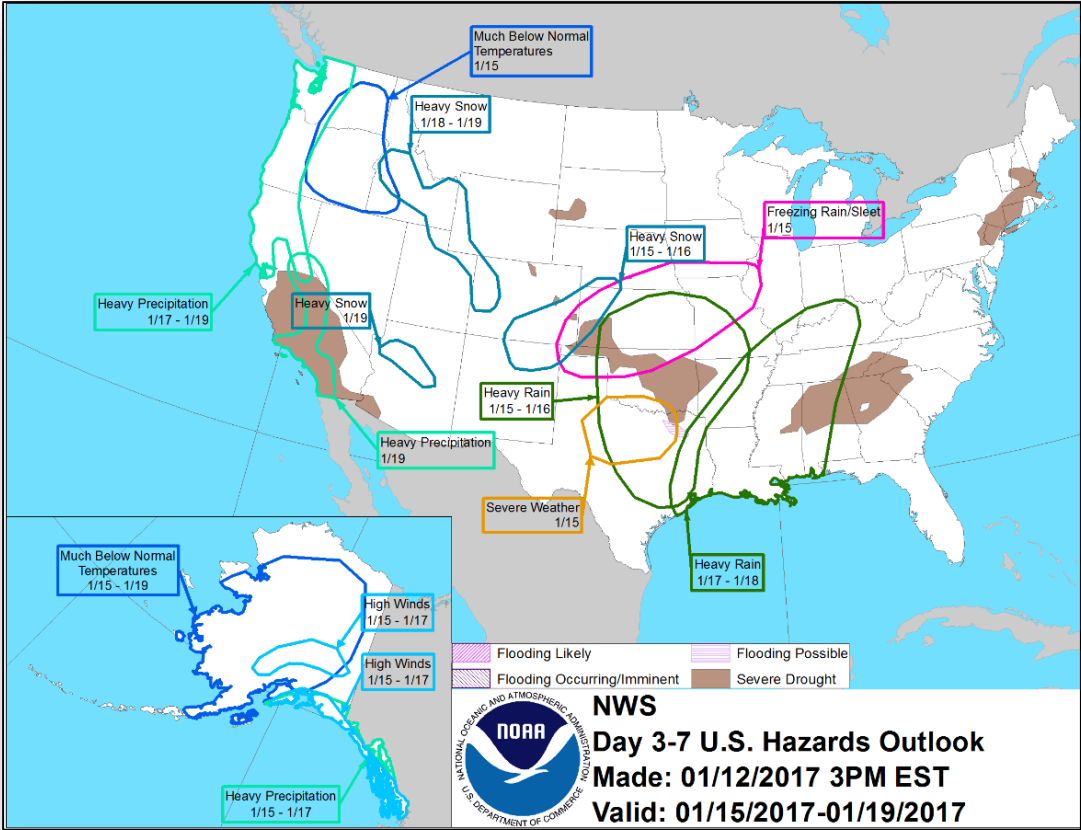 Much Below Normal
Temperatures
1/15
Heavy Snow
1/18 - 1/19
Freezing Rain/Sleet
1/15
Heavy Snow
1/15 - 1/16
Heavy Precipitation
1/17 - 1/19
Heavy Snow
1/19
Heavy Rain
1/15 - 1/16
Heavy Precipitation
1/19
Severe Weather
1/15
Heavy Rain
1/17 - 1/18
Much Below Normal
Temperatures
1/15 - 1/19
High Winds
1/15 - 1/17
High Winds
1/15 - 1/17
Heavy Precipitation
1/15 - 1/17
Flooding Likely
Flooding Possible
Flooding Occurring/Imminent
Severe Drought
NATIONAL OCEANIC AND ATMOSPHERIC ADMINISTRATION
NOAA
U.S. DEPARTMENT OF COMMERCE
NWS
Day 3-7 U.S. Hazards Outlook
Made: 01/12/2017 3PM EST
Valid: 01/15/2017-01/19/2017